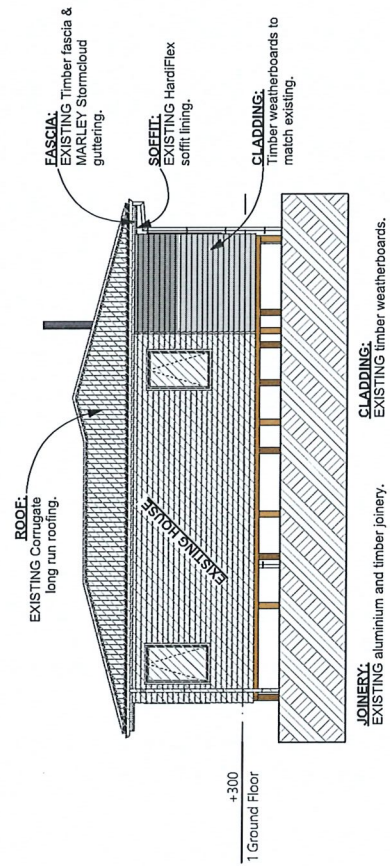 ROOF:
EXISTING Corrugate
long run roofing.
FASCIA:
EXISTING Timber fascia &
MARLEY Stormcloud
guttering.
SOFFIT:
EXISTING HardiFlex
soffit lining.
CLADDING:
Timber weatherboards to
match existing.
EXISTING HOUSE
+300
1 Ground Floor
JOINERY:
EXISTING aluminium and timber joinery.
CLADDING:
EXISTING timber weatherboards.